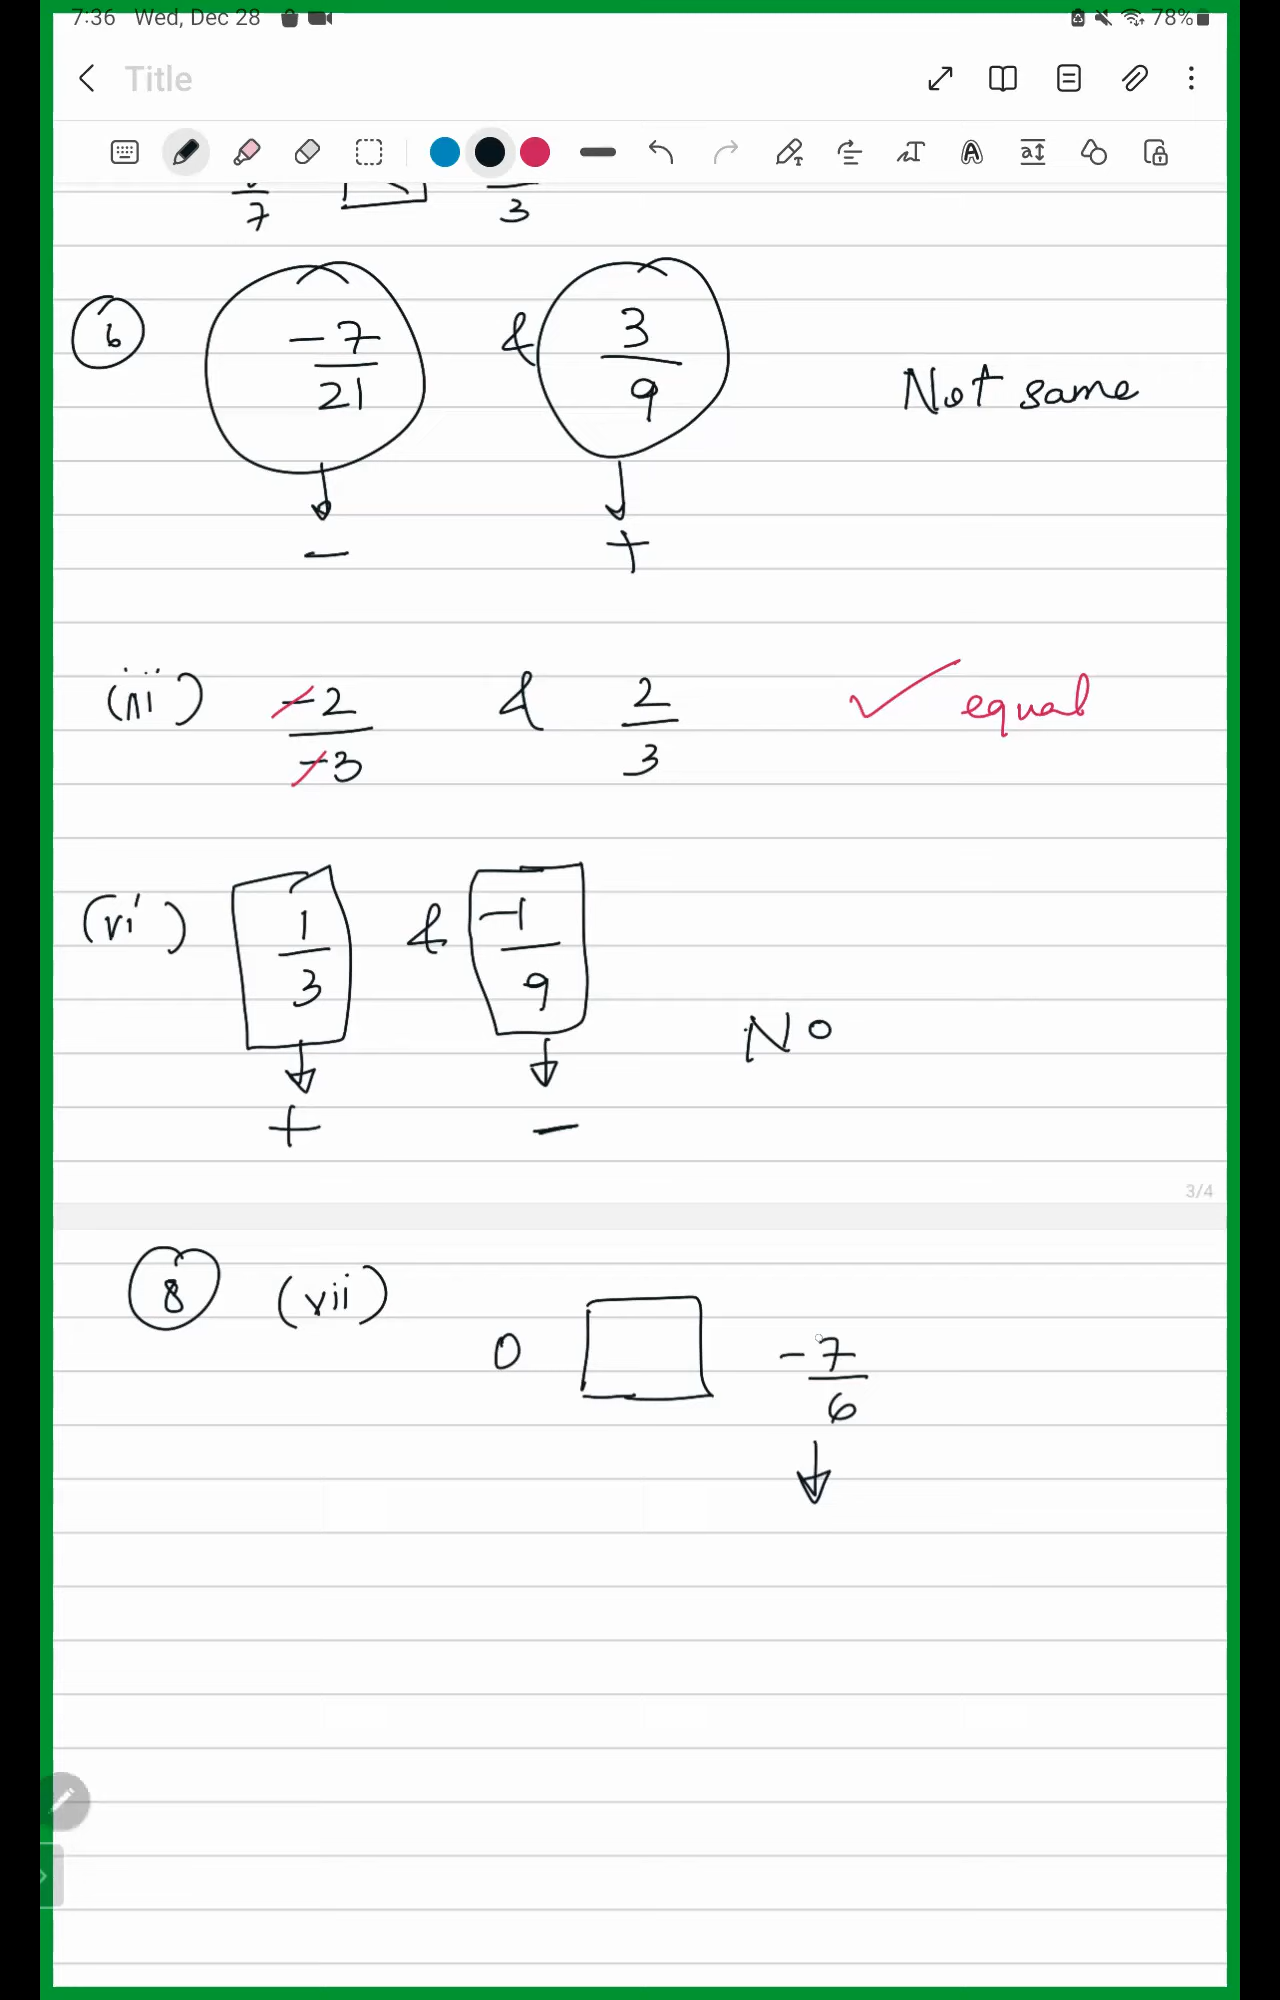 7:36 Wed, Dec 28 78%
Title
7 3
6 -7/21 & 3/9 Not same
- +
(iii) -2/-3 & 2/3 ✓ equal
(vi) 1/3 & -1/9 NO
+ -
3/4
8 (vii) 0 □ -7/6